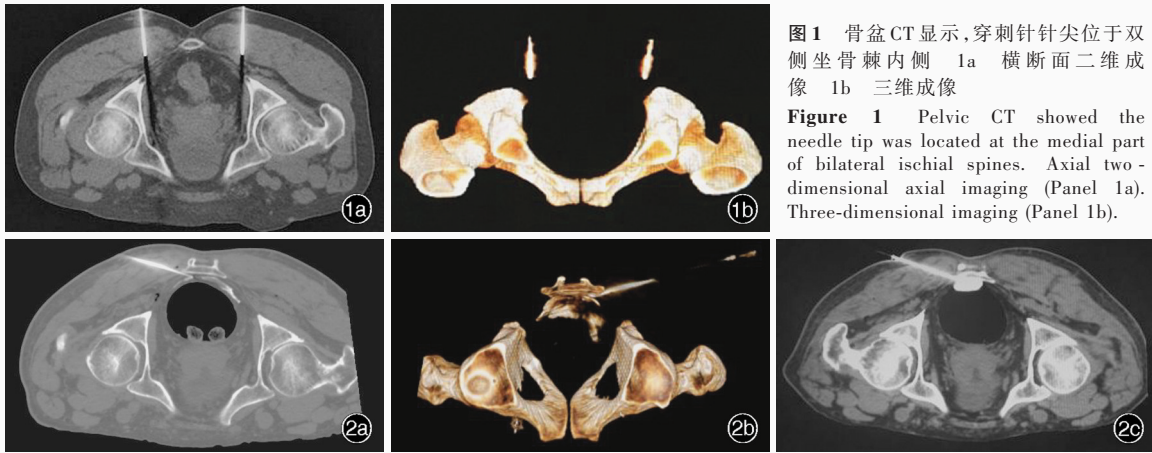 1a
1b
图1 骨盆CT显示,穿刺针针尖位于双
侧坐骨棘内侧 1a 横断面二维成
像 1b 三维成像
Figure 1 Pelvic CT showed the
needle tip was located at the medial part
of bilateral ischial spines. Axial two-
dimensional axial imaging (Panel 1a).
Three-dimensional imaging (Panel 1b).
2a
2b
2c